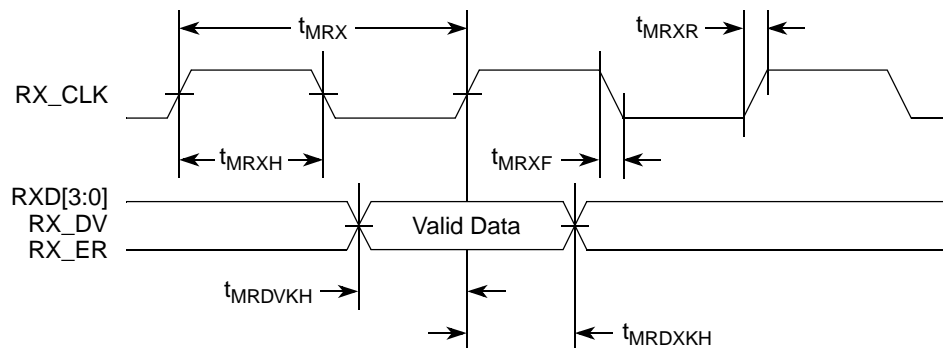 tMRX
tMRXR
RX_CLK
tMRXH
tMRXF
RXD[3:0]
RX_DV
Valid Data
RX_ER
tMRDVKH
tMRDXKH